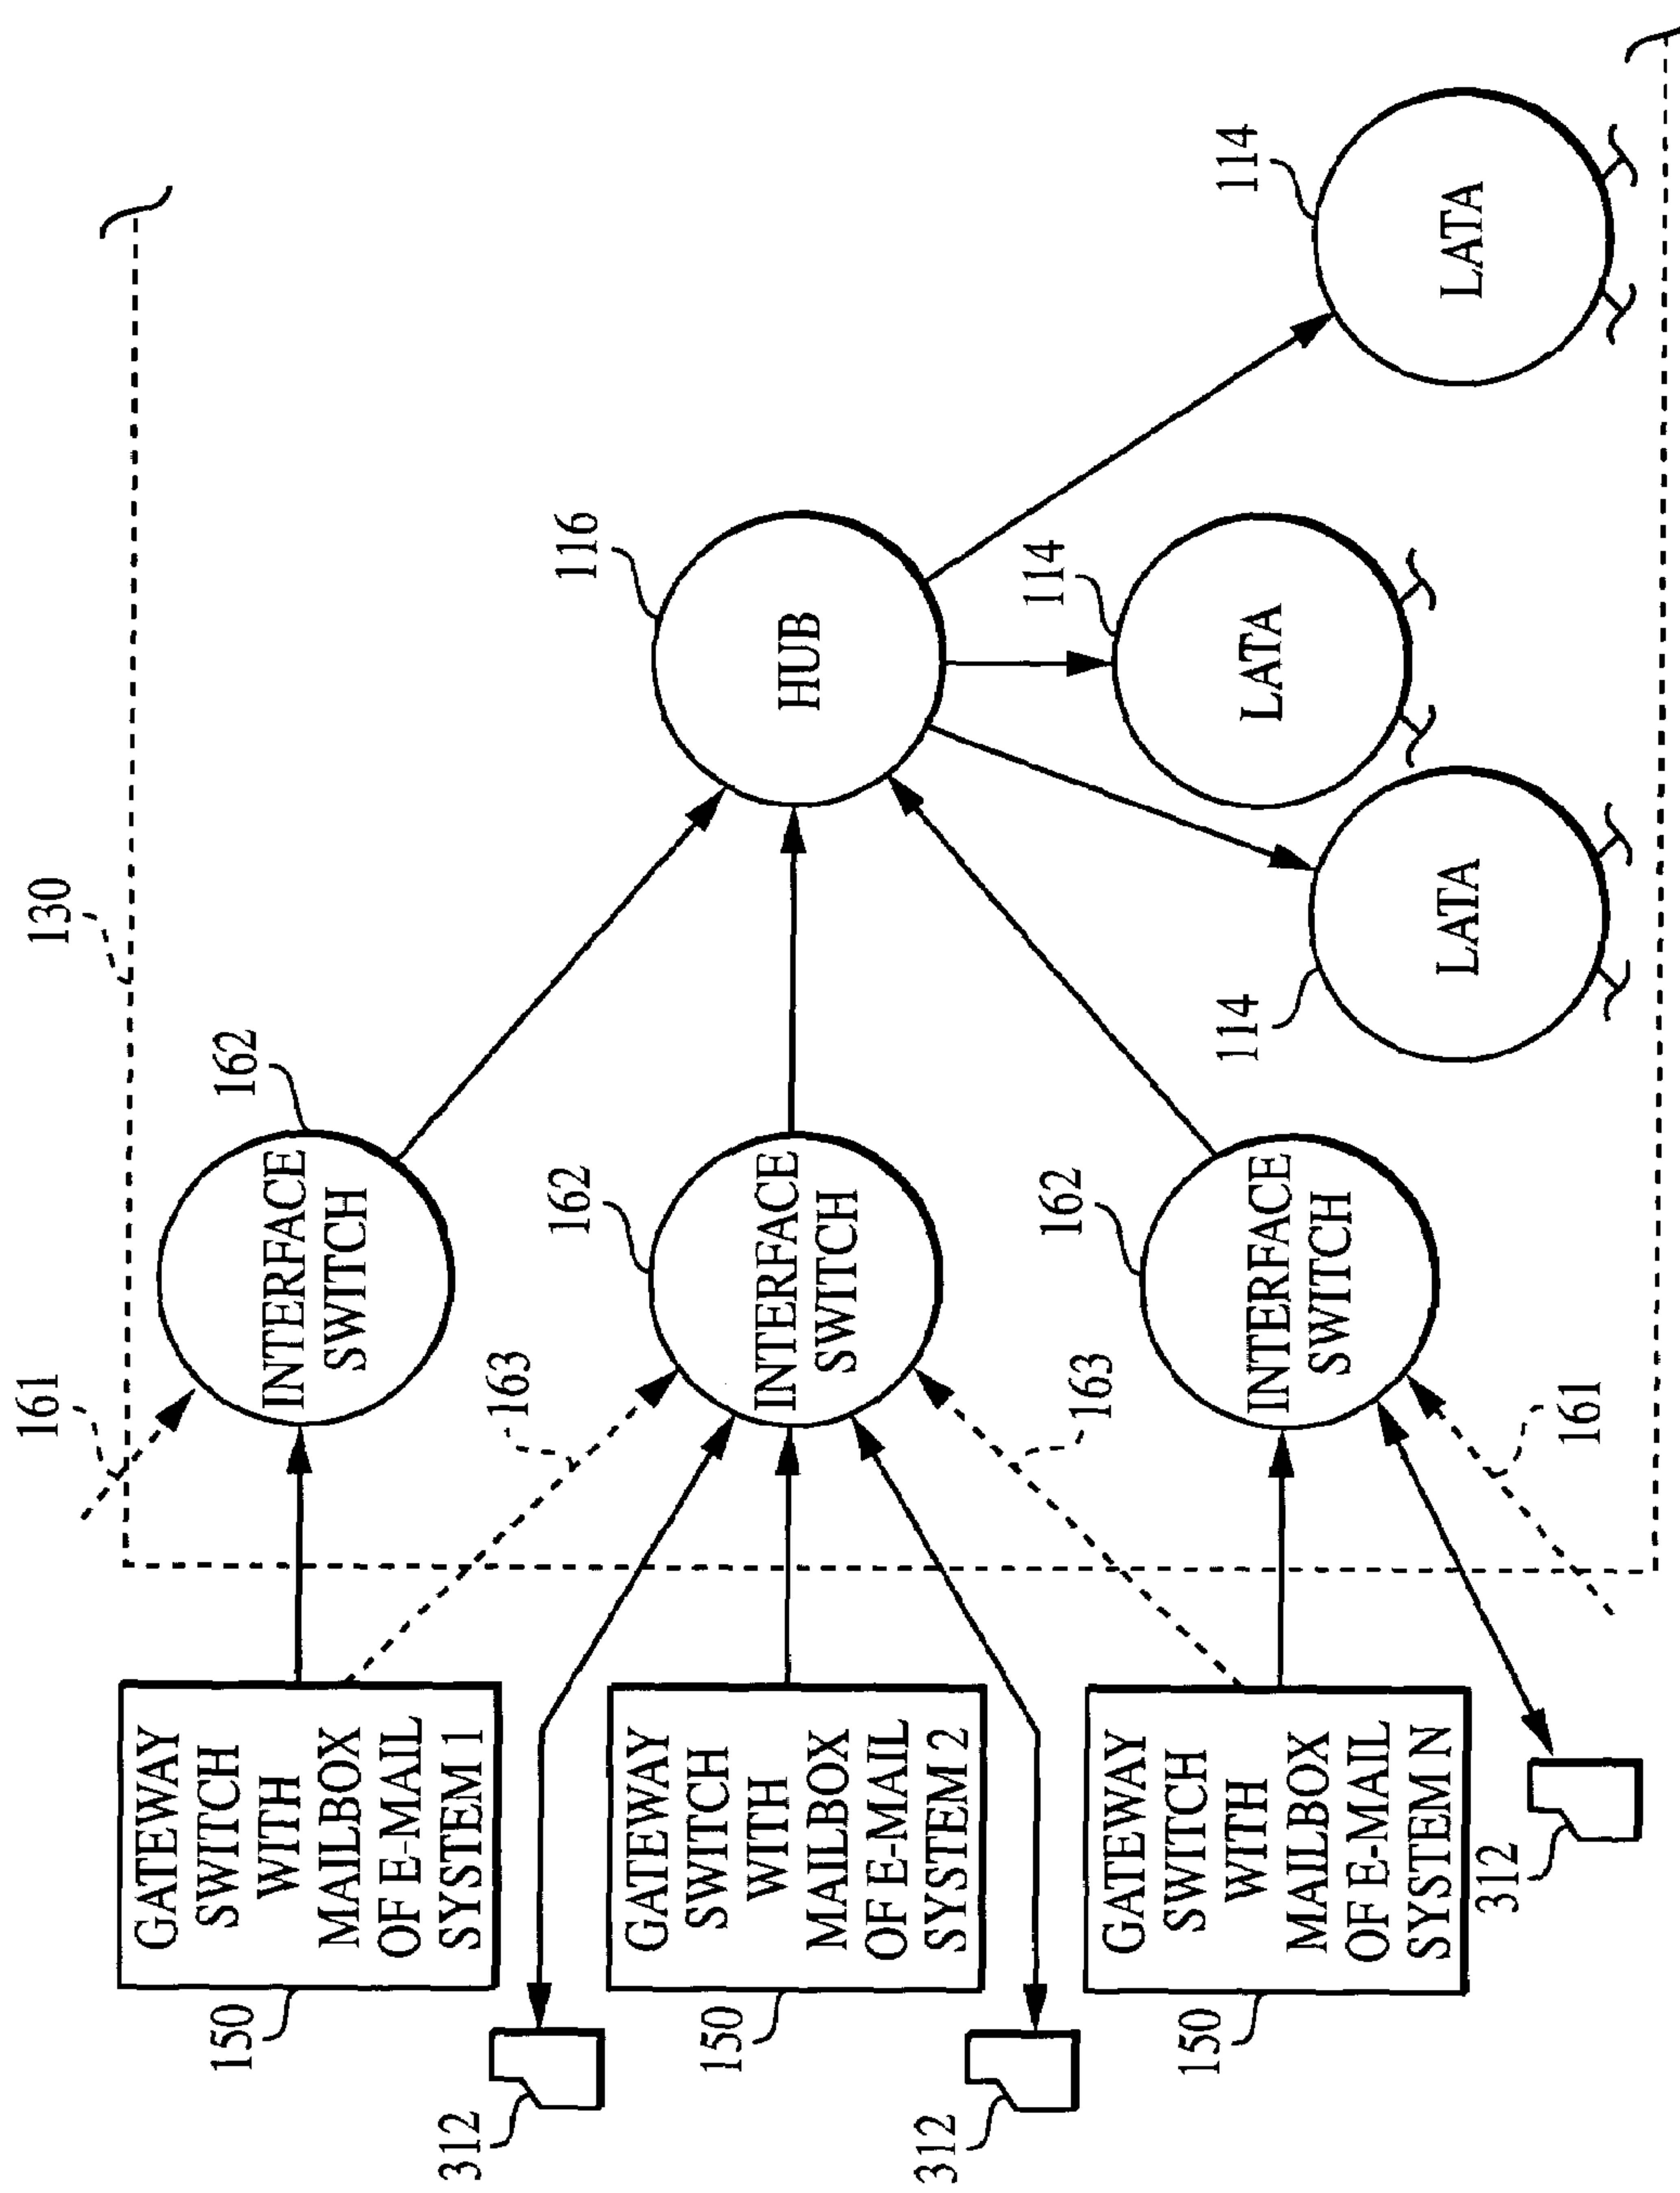 161
130
GATEWAY
SWITCH
WITH
MAILBOX
OF E-MAIL
SYSTEM 1
150
INTERFACE
SWITCH
162
312
163
GATEWAY
SWITCH
WITH
MAILBOX
OF E-MAIL
SYSTEM 2
150
INTERFACE
SWITCH
162
HUB
116
312
163
GATEWAY
SWITCH
WITH
MAILBOX
OF E-MAIL
SYSTEM N
150
INTERFACE
SWITCH
162
LATA
114
312
161
LATA
114
LATA
114